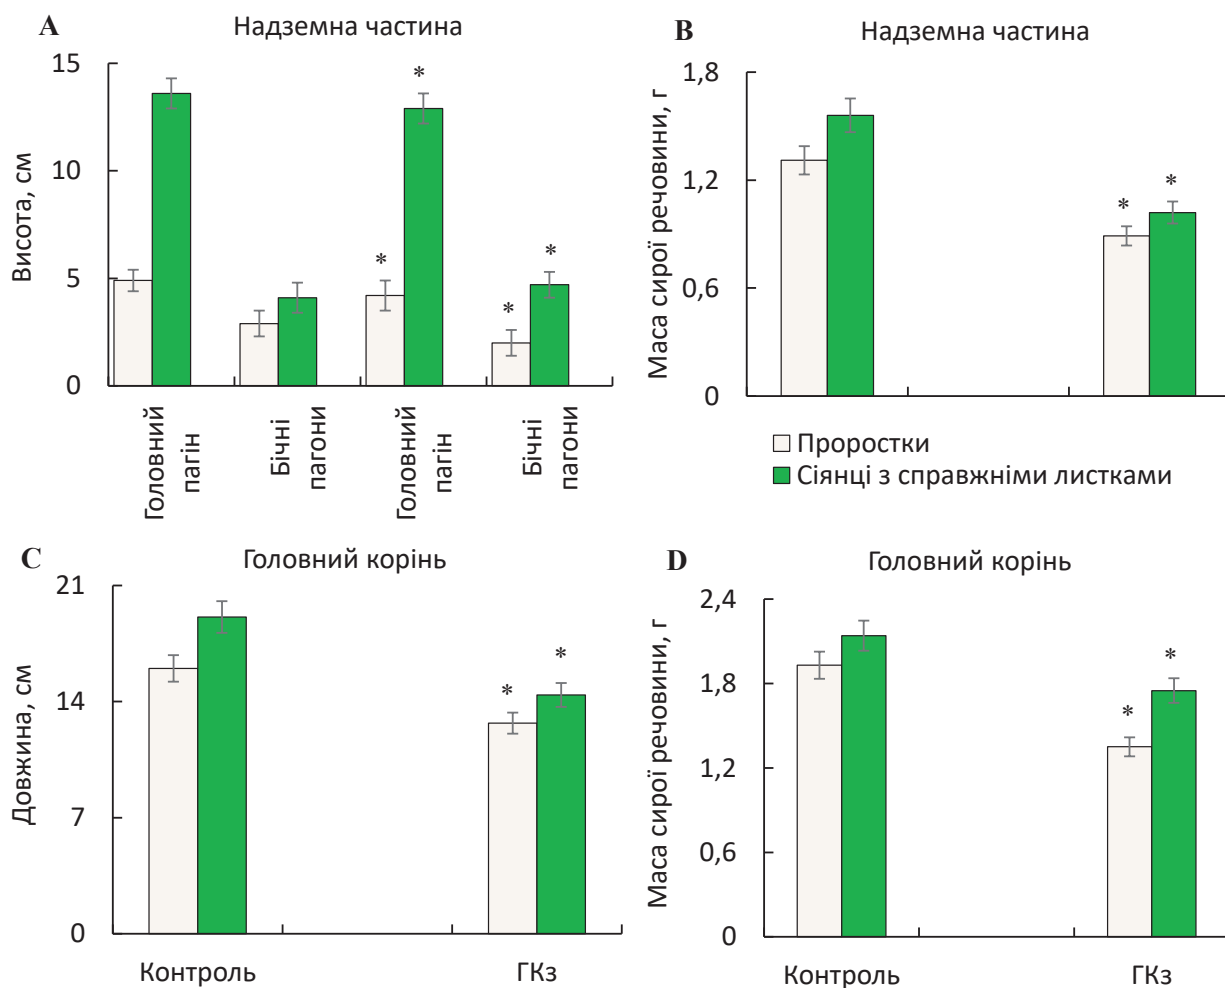 A
Надземна частина
Висота, см
15
10
5
0
*
*
*
*
Головний
пагін
Бічні
пагони
Головний
пагін
Бічні
пагони
B
Надземна частина
Маса сирої речовини, г
1,8
1,2
0,6
0
*
*
Проростки
Сіянці з справжніми листками
C
Головний корінь
Довжина, см
21
14
7
0
*
*
Контроль
ГКз
D
Головний корінь
Маса сирої речовини, г
2,4
1,8
1,2
0,6
0
*
*
Контроль
ГКз